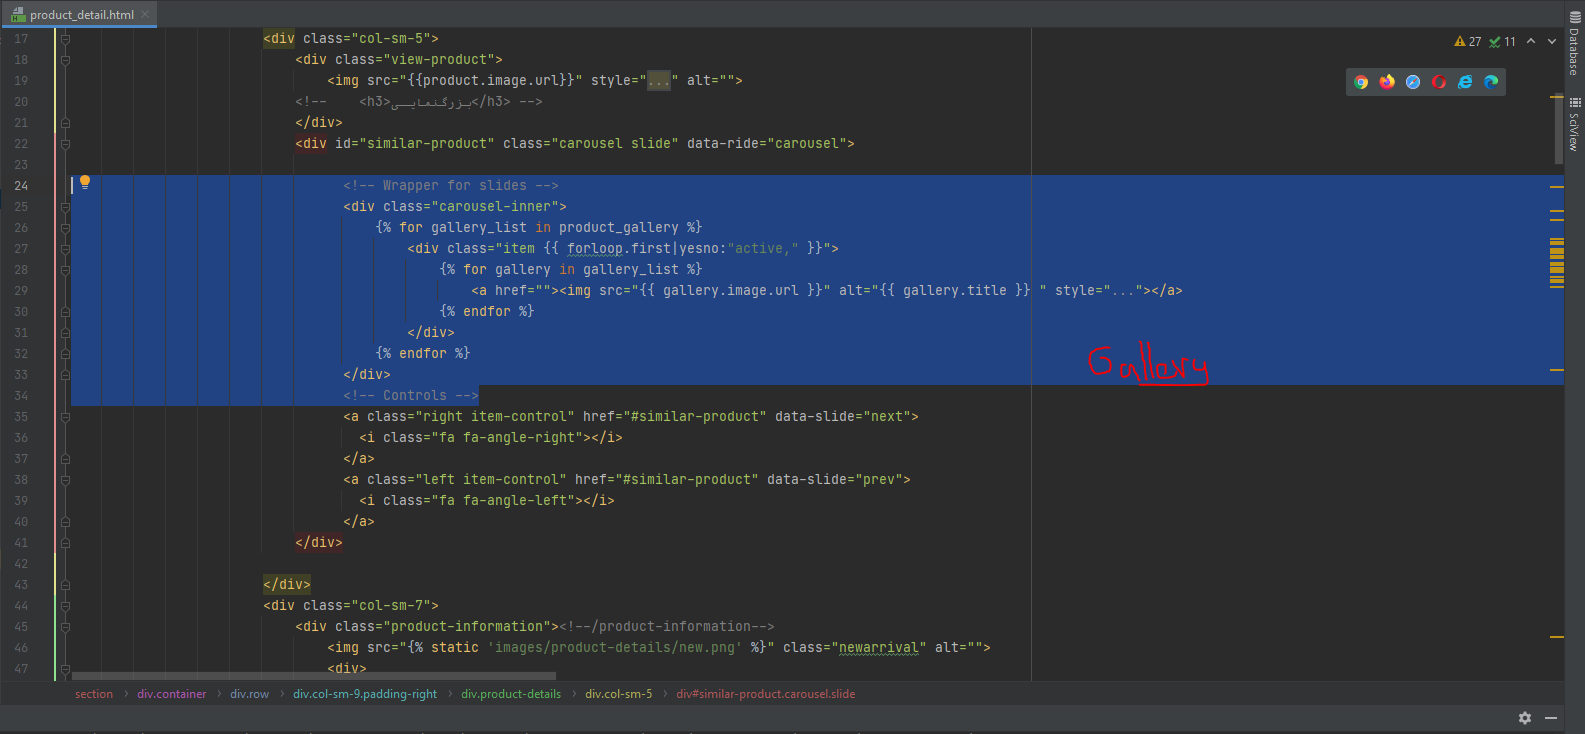 product_detail.html
17 <div class="col-sm-5">
18 <div class="view-product">
19 <img src="{{product.image.url}}" style="..." alt="">
20 <!-- <h3>بزرگنمایی</h3> -->
21 </div>
22 <div id="similar-product" class="carousel slide" data-ride="carousel">
23
24 <!-- Wrapper for slides -->
25 <div class="carousel-inner">
26 {% for gallery_list in product_gallery %}
27 <div class="item {{ forloop.first|yesno:"active," }}">
28 {% for gallery in gallery_list %}
29 <a href=""><img src="{{ gallery.image.url }}" alt="{{ gallery.title }} " style="..."></a>
30 {% endfor %}
31 </div>
32 {% endfor %}
33 </div>
34 <!-- Controls -->
35 <a class="right item-control" href="#similar-product" data-slide="next">
36 <i class="fa fa-angle-right"></i>
37 </a>
38 <a class="left item-control" href="#similar-product" data-slide="prev">
39 <i class="fa fa-angle-left"></i>
40 </a>
41 </div>
42
43 </div>
44 <div class="col-sm-7">
45 <div class="product-information"><!--/product-information-->
46 <img src="{% static 'images/product-details/new.png' %}" class="newarrival" alt="">
47 <div>
27 11
Database
SciView
Gallery
section › div.container › div.row › div.col-sm-9.padding-right › div.product-details › div.col-sm-5 › div#similar-product.carousel.slide